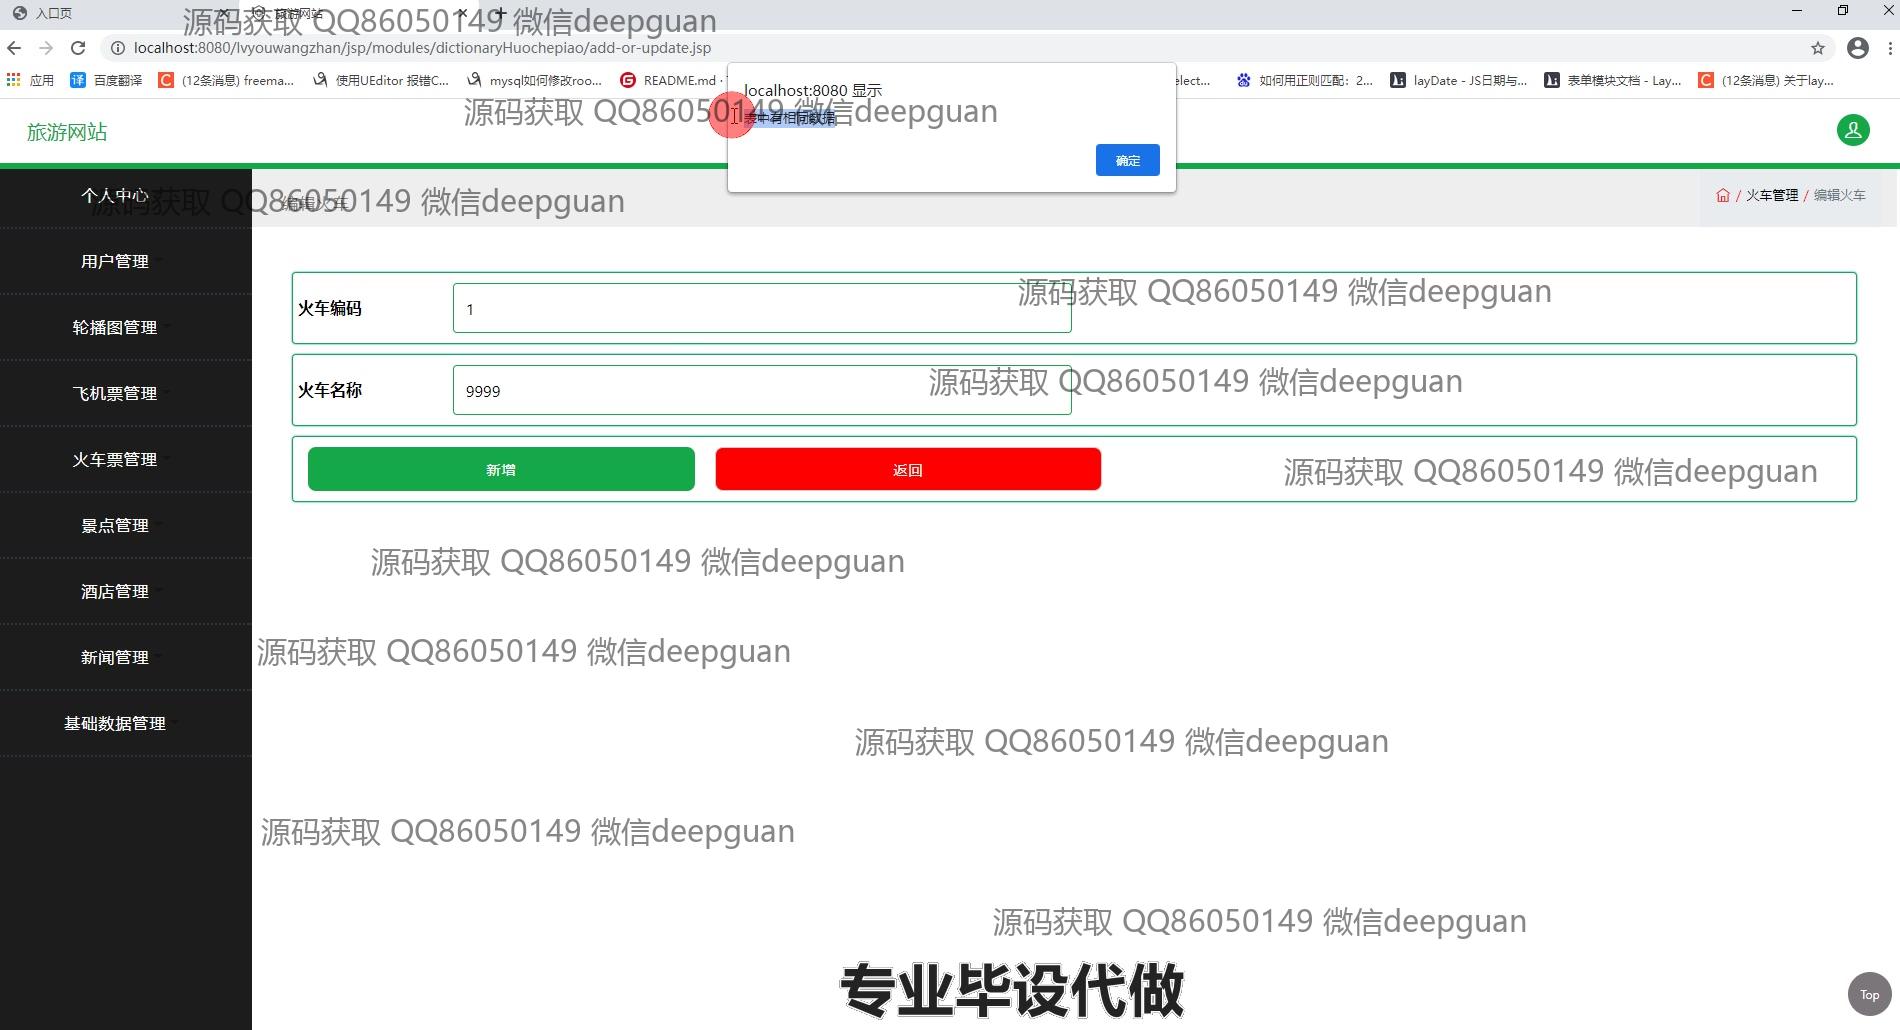 入口页
旅游网站
源码获取 QQ86050149 微信deepguan
localhost:8080/lvyouwangzhan/jsp/modules/dictionaryHuochepiao/add-or-update.jsp
应用
百度翻译
(12条消息) freema...
使用UEditor 报错C...
mysql如何修改roo...
README.md ·
elect...
如何用正则匹配：2...
layDate - JS日期与...
表单模块文档 - Lay...
(12条消息) 关于lay...
localhost:8080 显示
表中有相同数据
源码获取 QQ86050149 微信deepguan
确定
旅游网站
个人中心
源码获取 QQ86050149 微信deepguan
编辑火车
火车管理 / 编辑火车
用户管理
轮播图管理
飞机票管理
火车票管理
景点管理
酒店管理
新闻管理
基础数据管理
火车编码
1
源码获取 QQ86050149 微信deepguan
火车名称
9999
源码获取 QQ86050149 微信deepguan
新增
返回
源码获取 QQ86050149 微信deepguan
源码获取 QQ86050149 微信deepguan
源码获取 QQ86050149 微信deepguan
源码获取 QQ86050149 微信deepguan
源码获取 QQ86050149 微信deepguan
源码获取 QQ86050149 微信deepguan
专业毕设代做
Top